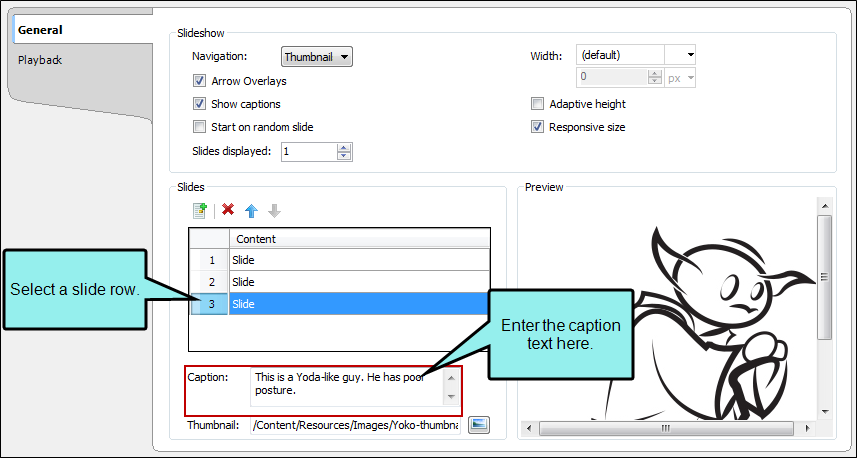 General
Playback
Slideshow
Navigation:
Thumbnail
Width:
(default)
0
px
Arrow Overlays
Show captions
Adaptive height
Start on random slide
Responsive size
Slides displayed:
1
Slides
Preview
Content
1 Slide
2 Slide
3 Slide
Select a slide row.
Enter the caption
text here.
Caption:
This is a Yoda-like guy. He has poor
posture.
Thumbnail:
/Content/Resources/Images/Yoko-thumbna